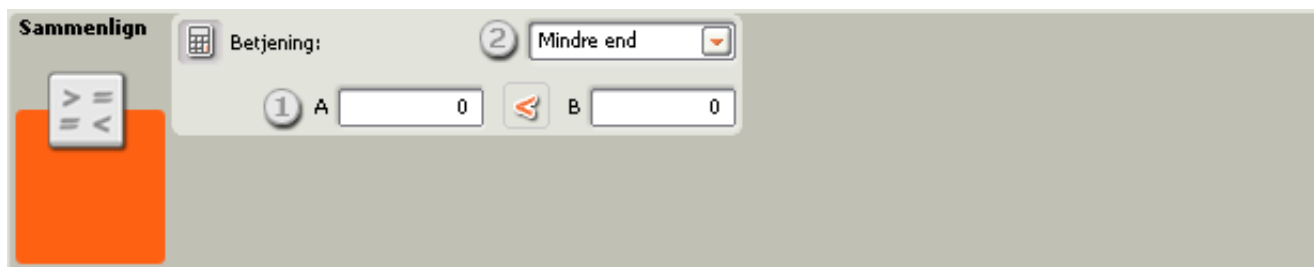 Sammenlign
Betjening: 2 Mindre end
> =
= <
1 A 0 < B 0